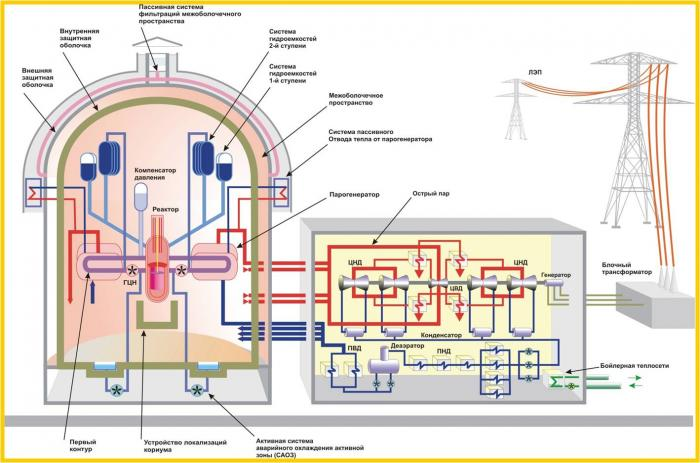 Пассивная система
фильтраций межоболочечного
пространства
Внутренняя
защитная
оболочка
Внешняя
защитная
оболочка
Система
гидроемкостей
2-й ступени
Система
гидроемкостей
1-й ступени
Межоболочечное
пространство
Система пассивного
Отвода тепла от парогенератора
Компенсатор
давления
Реактор
Парогенератор
Острый пар
ГЦН
ЦНД
ЦНД
ЦВД
Генератор
Конденсатор
Деаэратор
ПВД
ПНД
ЛЭП
Блочный
трансформатор
Бойлерная теплосети
Первый
контур
Устройство локализаций
кориума
Активная система
аварийного охлаждения активной
зоны (САОЗ)